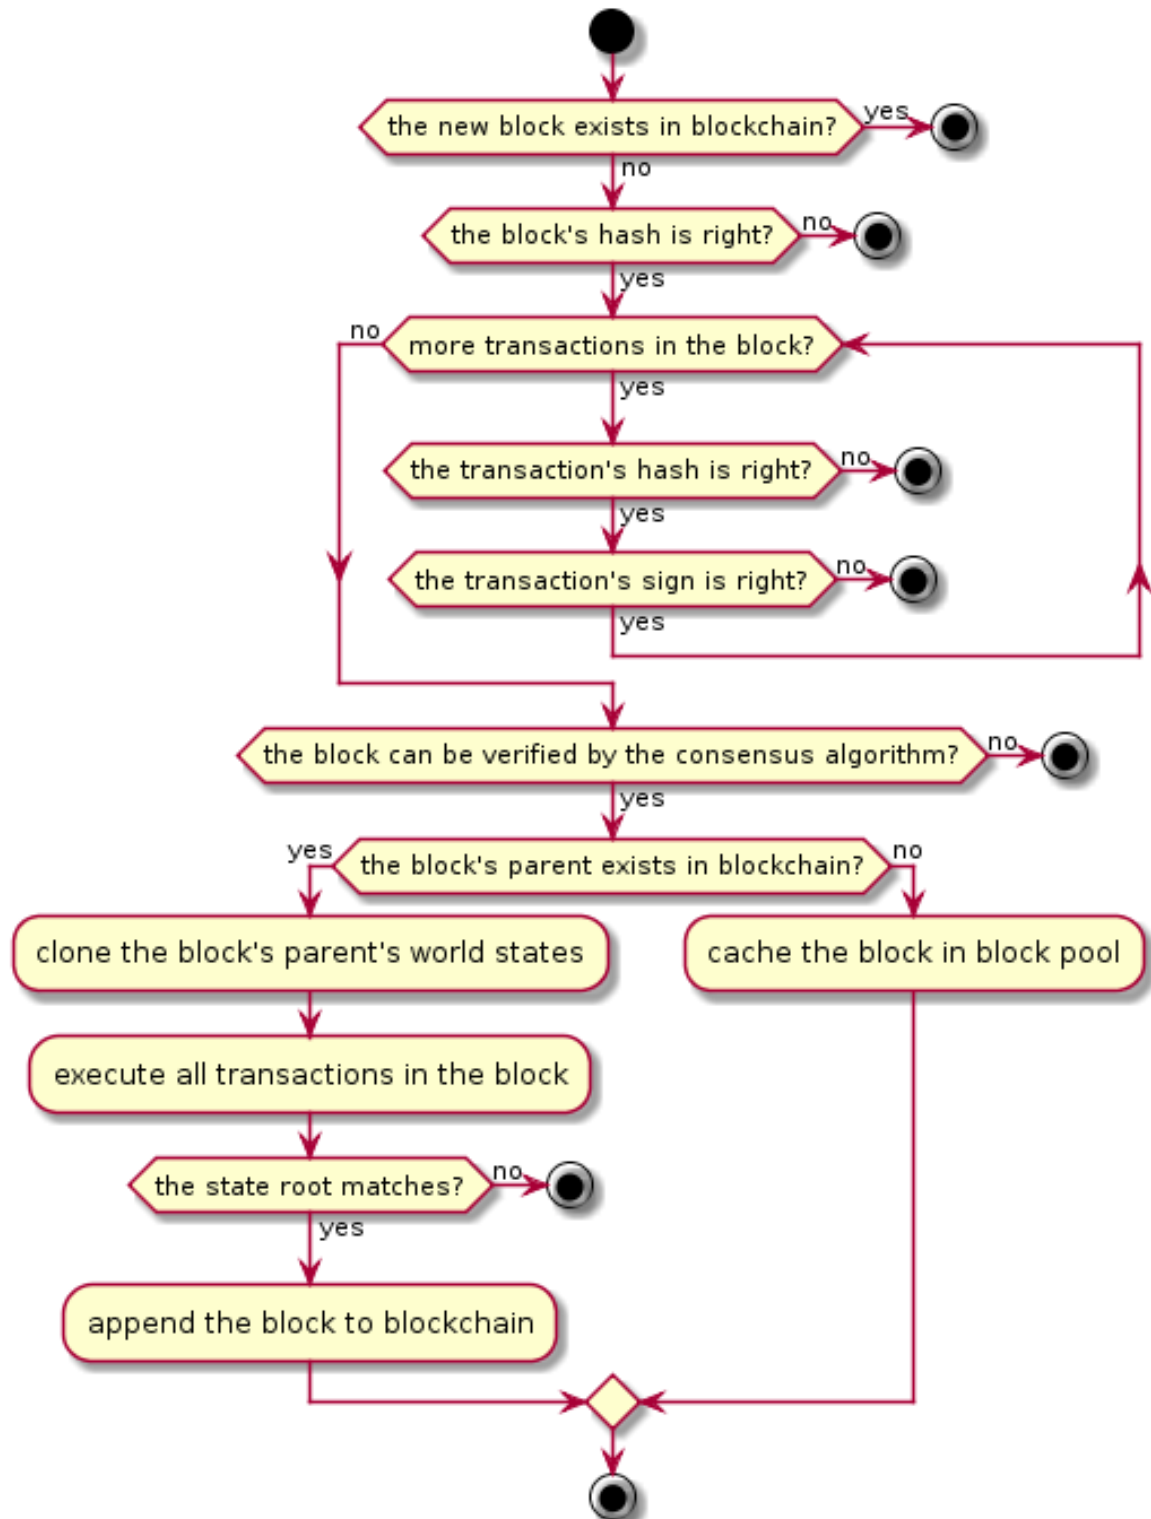 the new block exists in blockchain?
yes
no
the block's hash is right?
no
yes
more transactions in the block?
no
yes
the transaction's hash is right?
no
yes
the transaction's sign is right?
no
yes
the block can be verified by the consensus algorithm?
no
yes
the block's parent exists in blockchain?
yes
no
clone the block's parent's world states
cache the block in block pool
execute all transactions in the block
the state root matches?
no
yes
append the block to blockchain